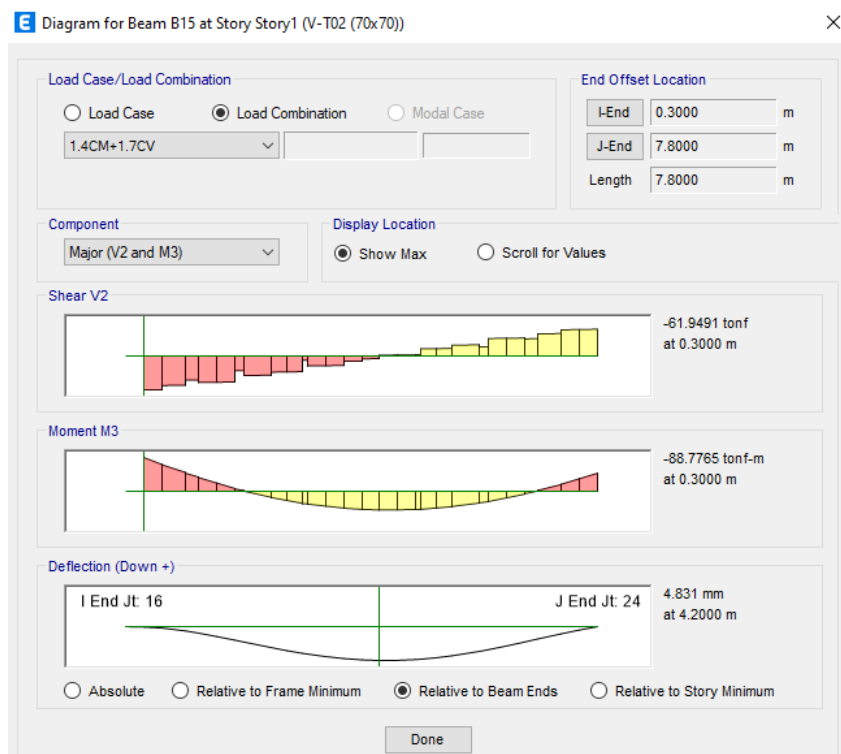 E Diagram for Beam B15 at Story Story1 (V-T02 (70x70))
Load Case/Load Combination
Load Case Load Combination Modal Case
1.4CM+1.7CV
End Offset Location
I-End 0.3000 m
J-End 7.8000 m
Length 7.8000 m
Component
Major (V2 and M3)
Display Location
Show Max Scroll for Values
Shear V2
-61.9491 tonf
at 0.3000 m
Moment M3
-88.7765 tonf-m
at 0.3000 m
Deflection (Down +)
I End Jt: 16 J End Jt: 24
4.831 mm
at 4.2000 m
Absolute Relative to Frame Minimum Relative to Beam Ends Relative to Story Minimum
Done